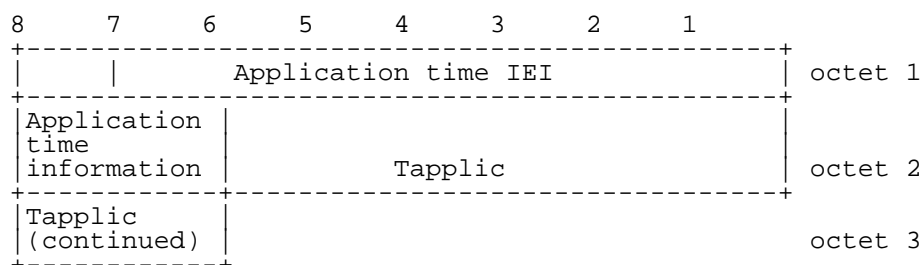 8 7 6 5 4 3 2 1
Application time IEI octet 1
Application
time
information Tapplic octet 2
Tapplic
(continued) octet 3